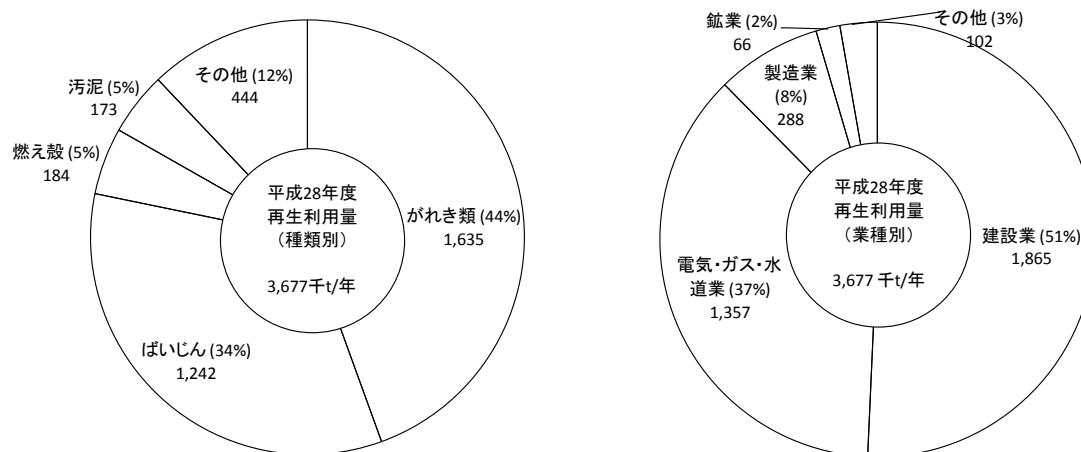 その他 (12%)
444
汚泥 (5%)
173
燃え殻 (5%)
184
ばいじん (34%)
1,242
がれき類 (44%)
1,635
平成28年度
再生利用量
（種類別）
3,677千t/年
鉱業 (2%)
66
その他 (3%)
102
製造業
(8%)
288
電気・ガス・水
道業 (37%)
1,357
建設業 (51%)
1,865
平成28年度
再生利用量
（業種別）
3,677 千t/年